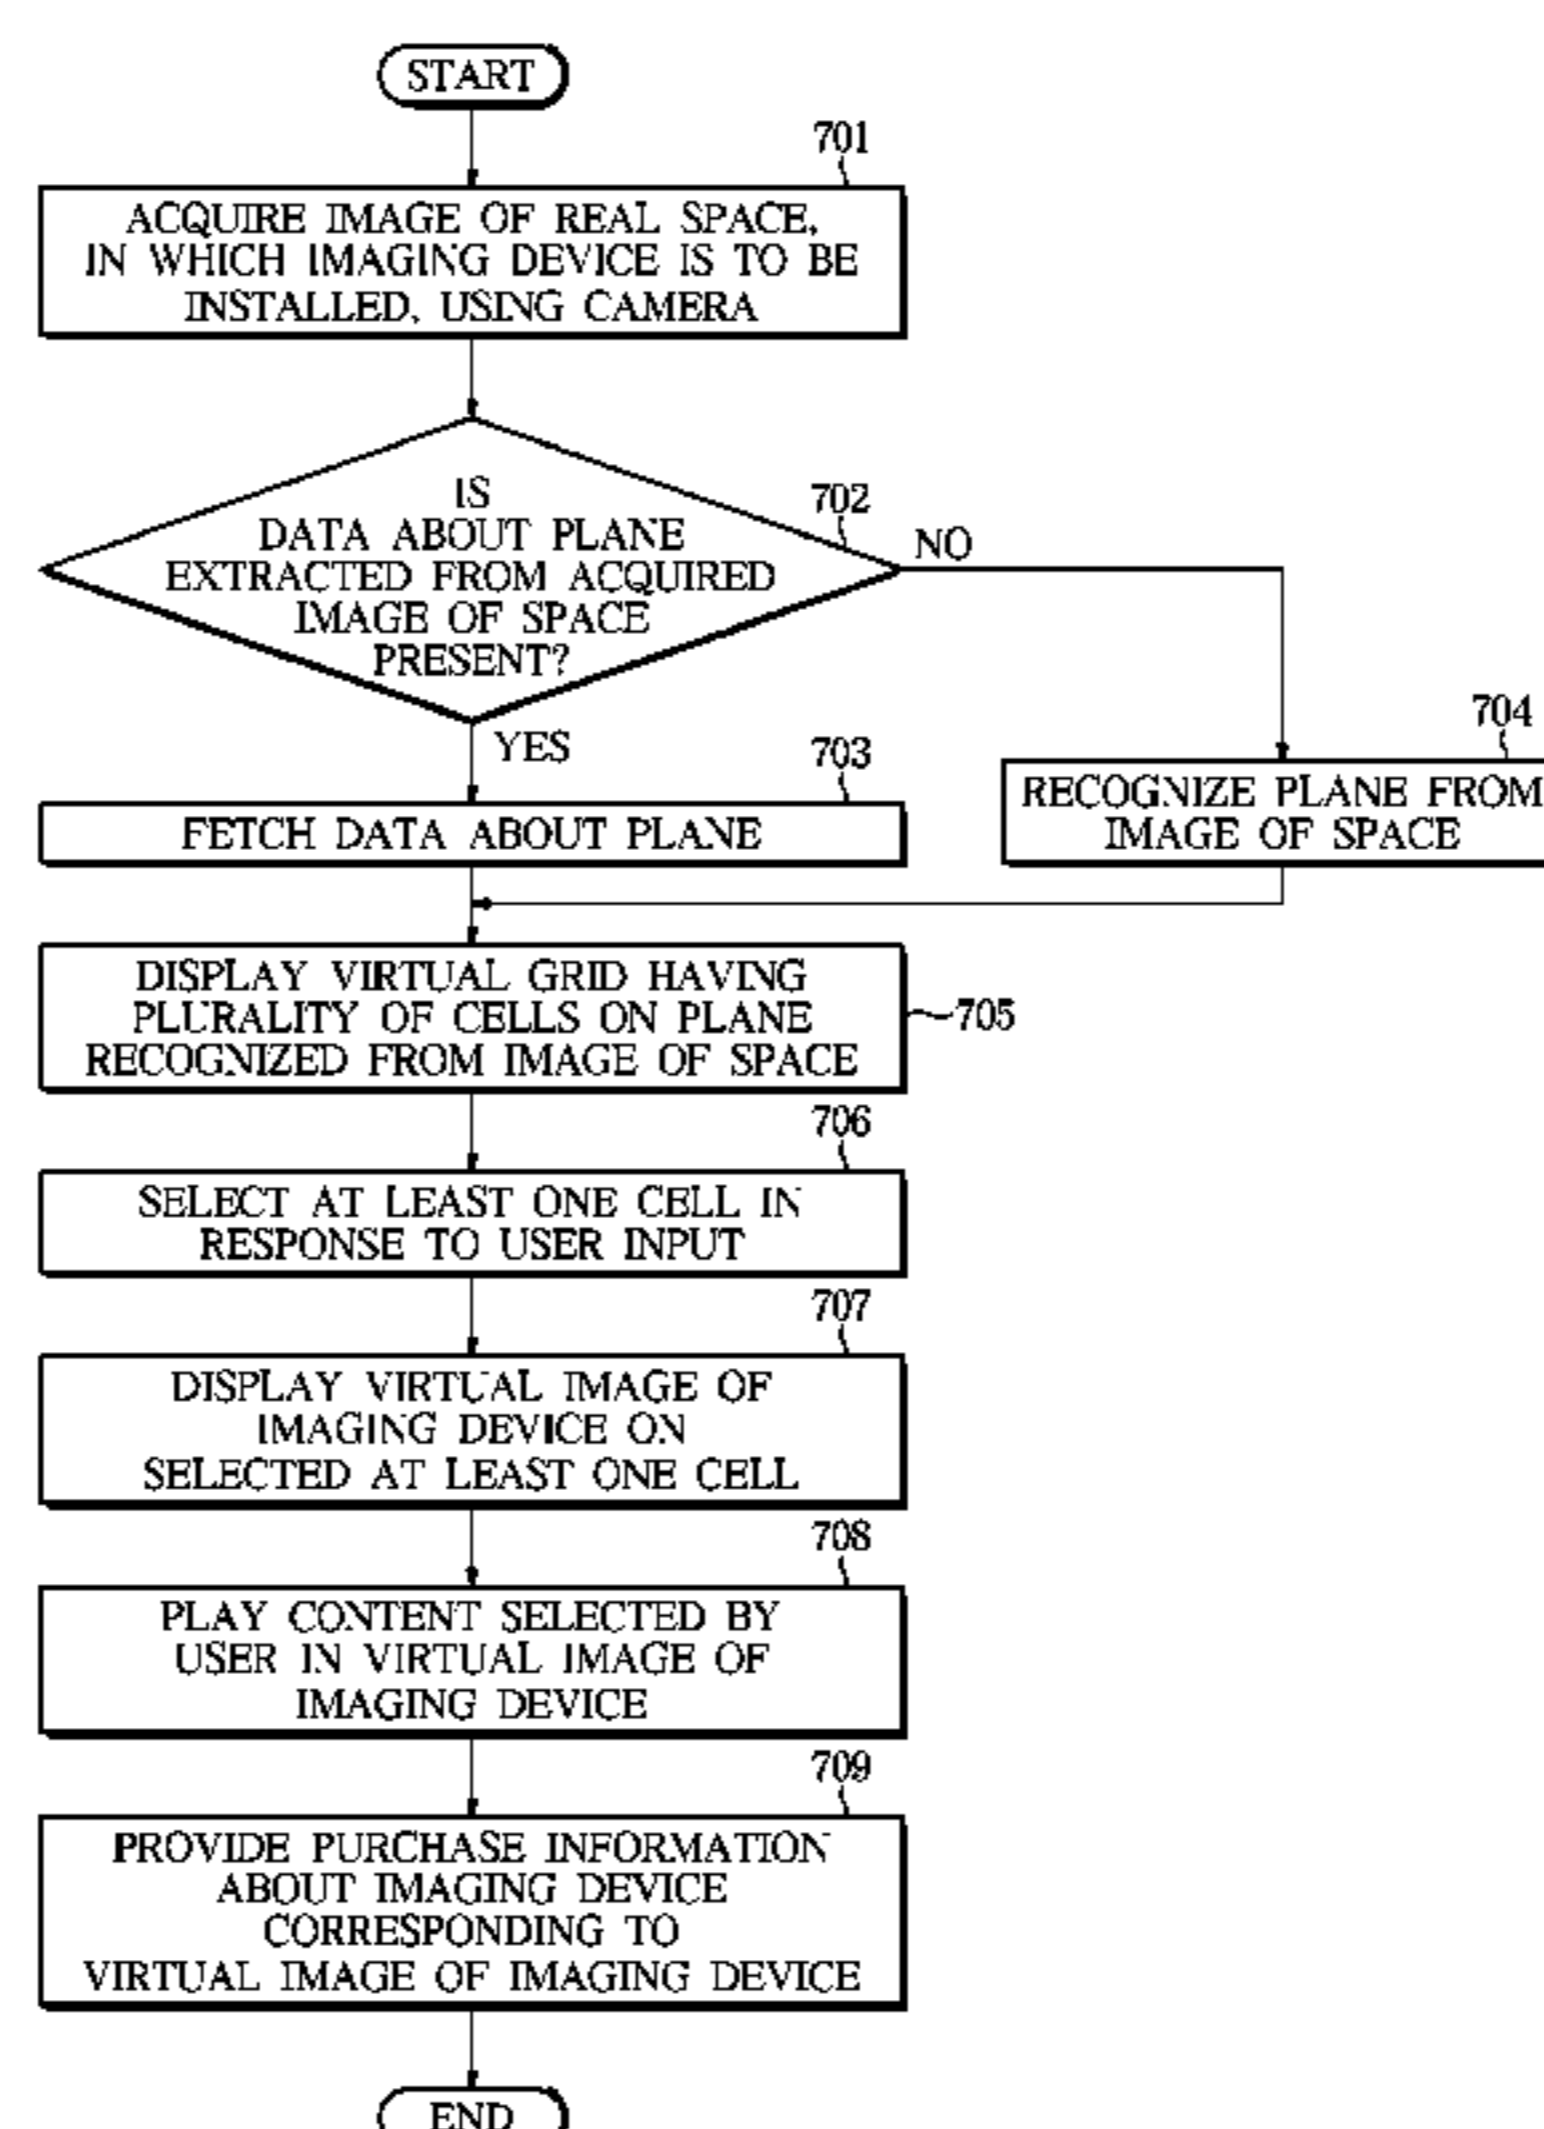 START
701
ACQUIRE IMAGE OF REAL SPACE,
IN WHICH IMAGING DEVICE IS TO BE
INSTALLED, USING CAMERA
702
IS
DATA ABOUT PLANE
EXTRACTED FROM ACQUIRED
IMAGE OF SPACE
PRESENT?
NO
YES
703
FETCH DATA ABOUT PLANE
704
RECOGNIZE PLANE FROM
IMAGE OF SPACE
DISPLAY VIRTUAL GRID HAVING
PLURALITY OF CELLS ON PLANE
RECOGNIZED FROM IMAGE OF SPACE
705
706
SELECT AT LEAST ONE CELL IN
RESPONSE TO USER INPUT
707
DISPLAY VIRTUAL IMAGE OF
IMAGING DEVICE ON
SELECTED AT LEAST ONE CELL
708
PLAY CONTENT SELECTED BY
USER IN VIRTUAL IMAGE OF
IMAGING DEVICE
709
PROVIDE PURCHASE INFORMATION
ABOUT IMAGING DEVICE
CORRESPONDING TO
VIRTUAL IMAGE OF IMAGING DEVICE
END